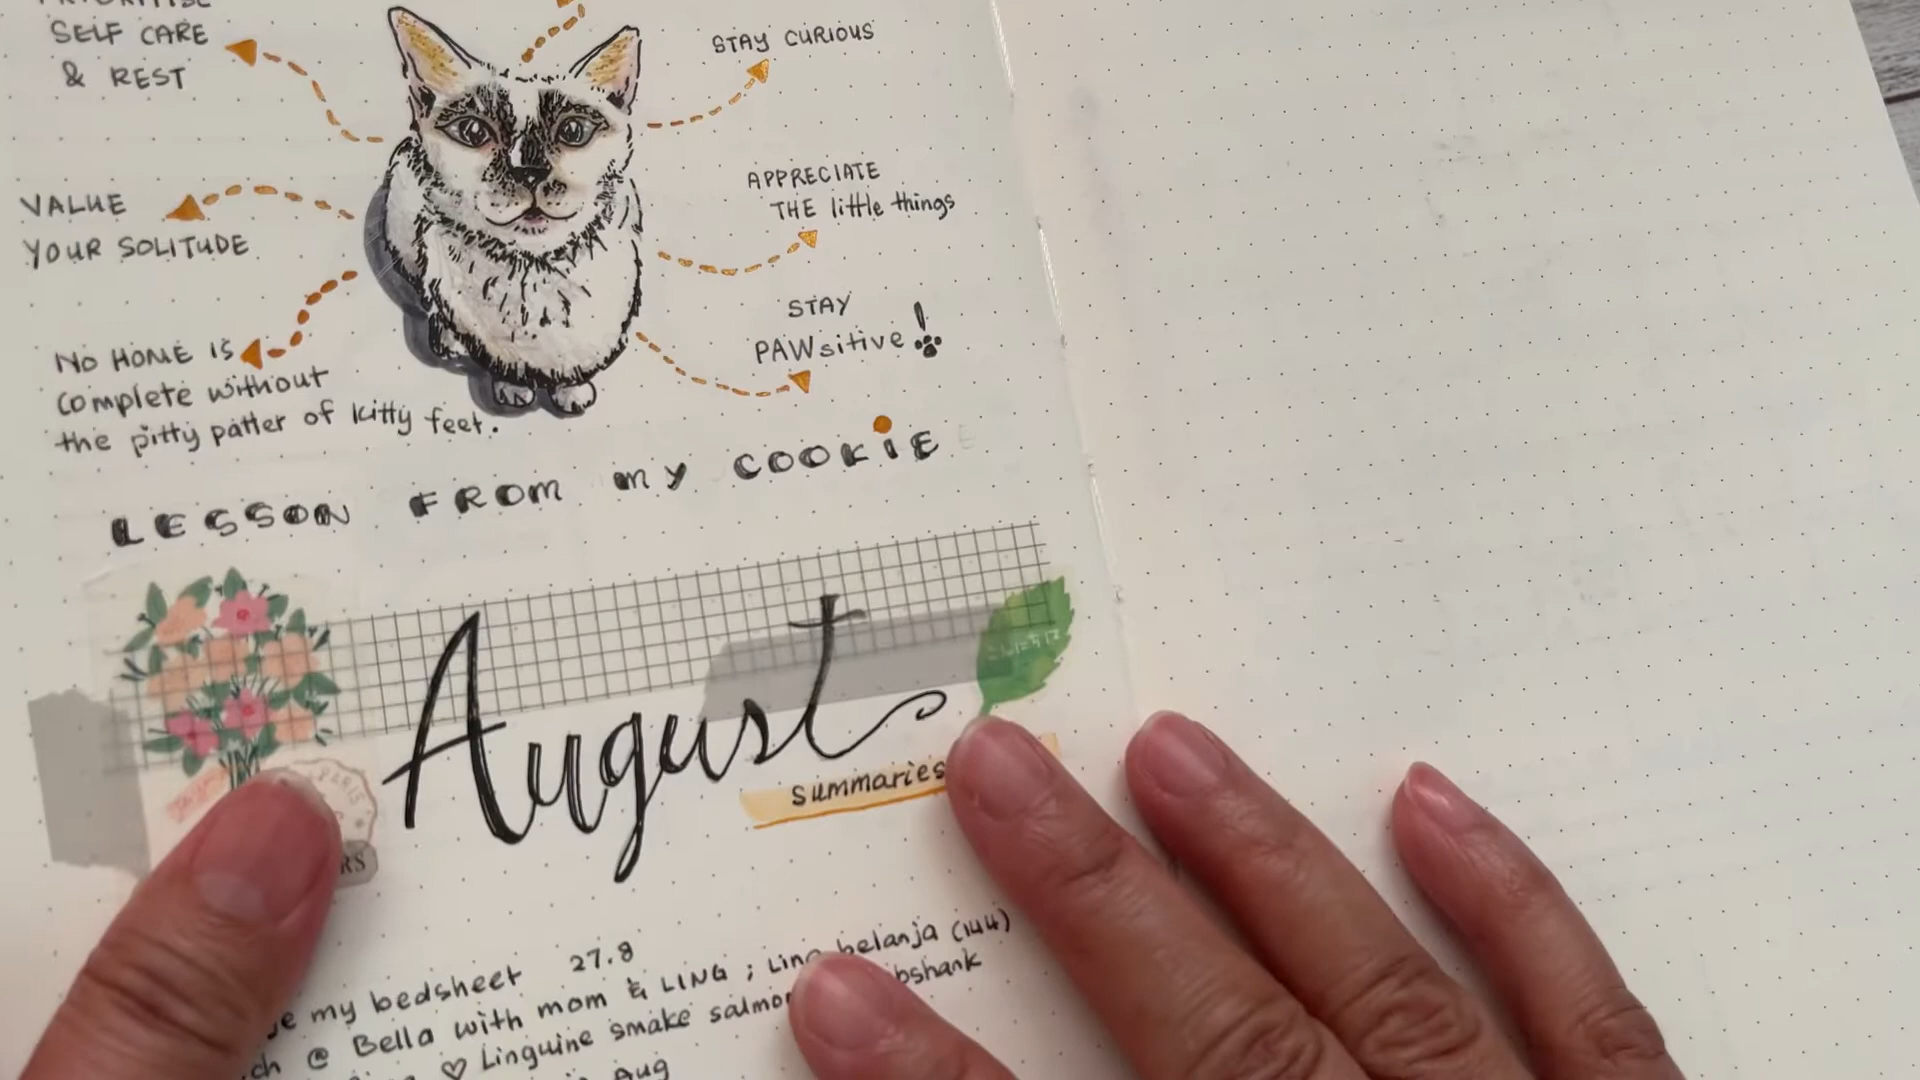 SELF CARE
& REST
STAY CURIOUS
VALUE
YOUR SOLITUDE
APPRECIATE
THE little things
NO HOME IS
complete without
the pitty patter of kitty feet.
STAY
PAWsitive!
LESSON FROM MY COOKIE
August
summaries
my bedsheet 27.8
@ Bella with mom & LING ; Ling belanja (144)
♡ Linguine smoke salmon
Aug